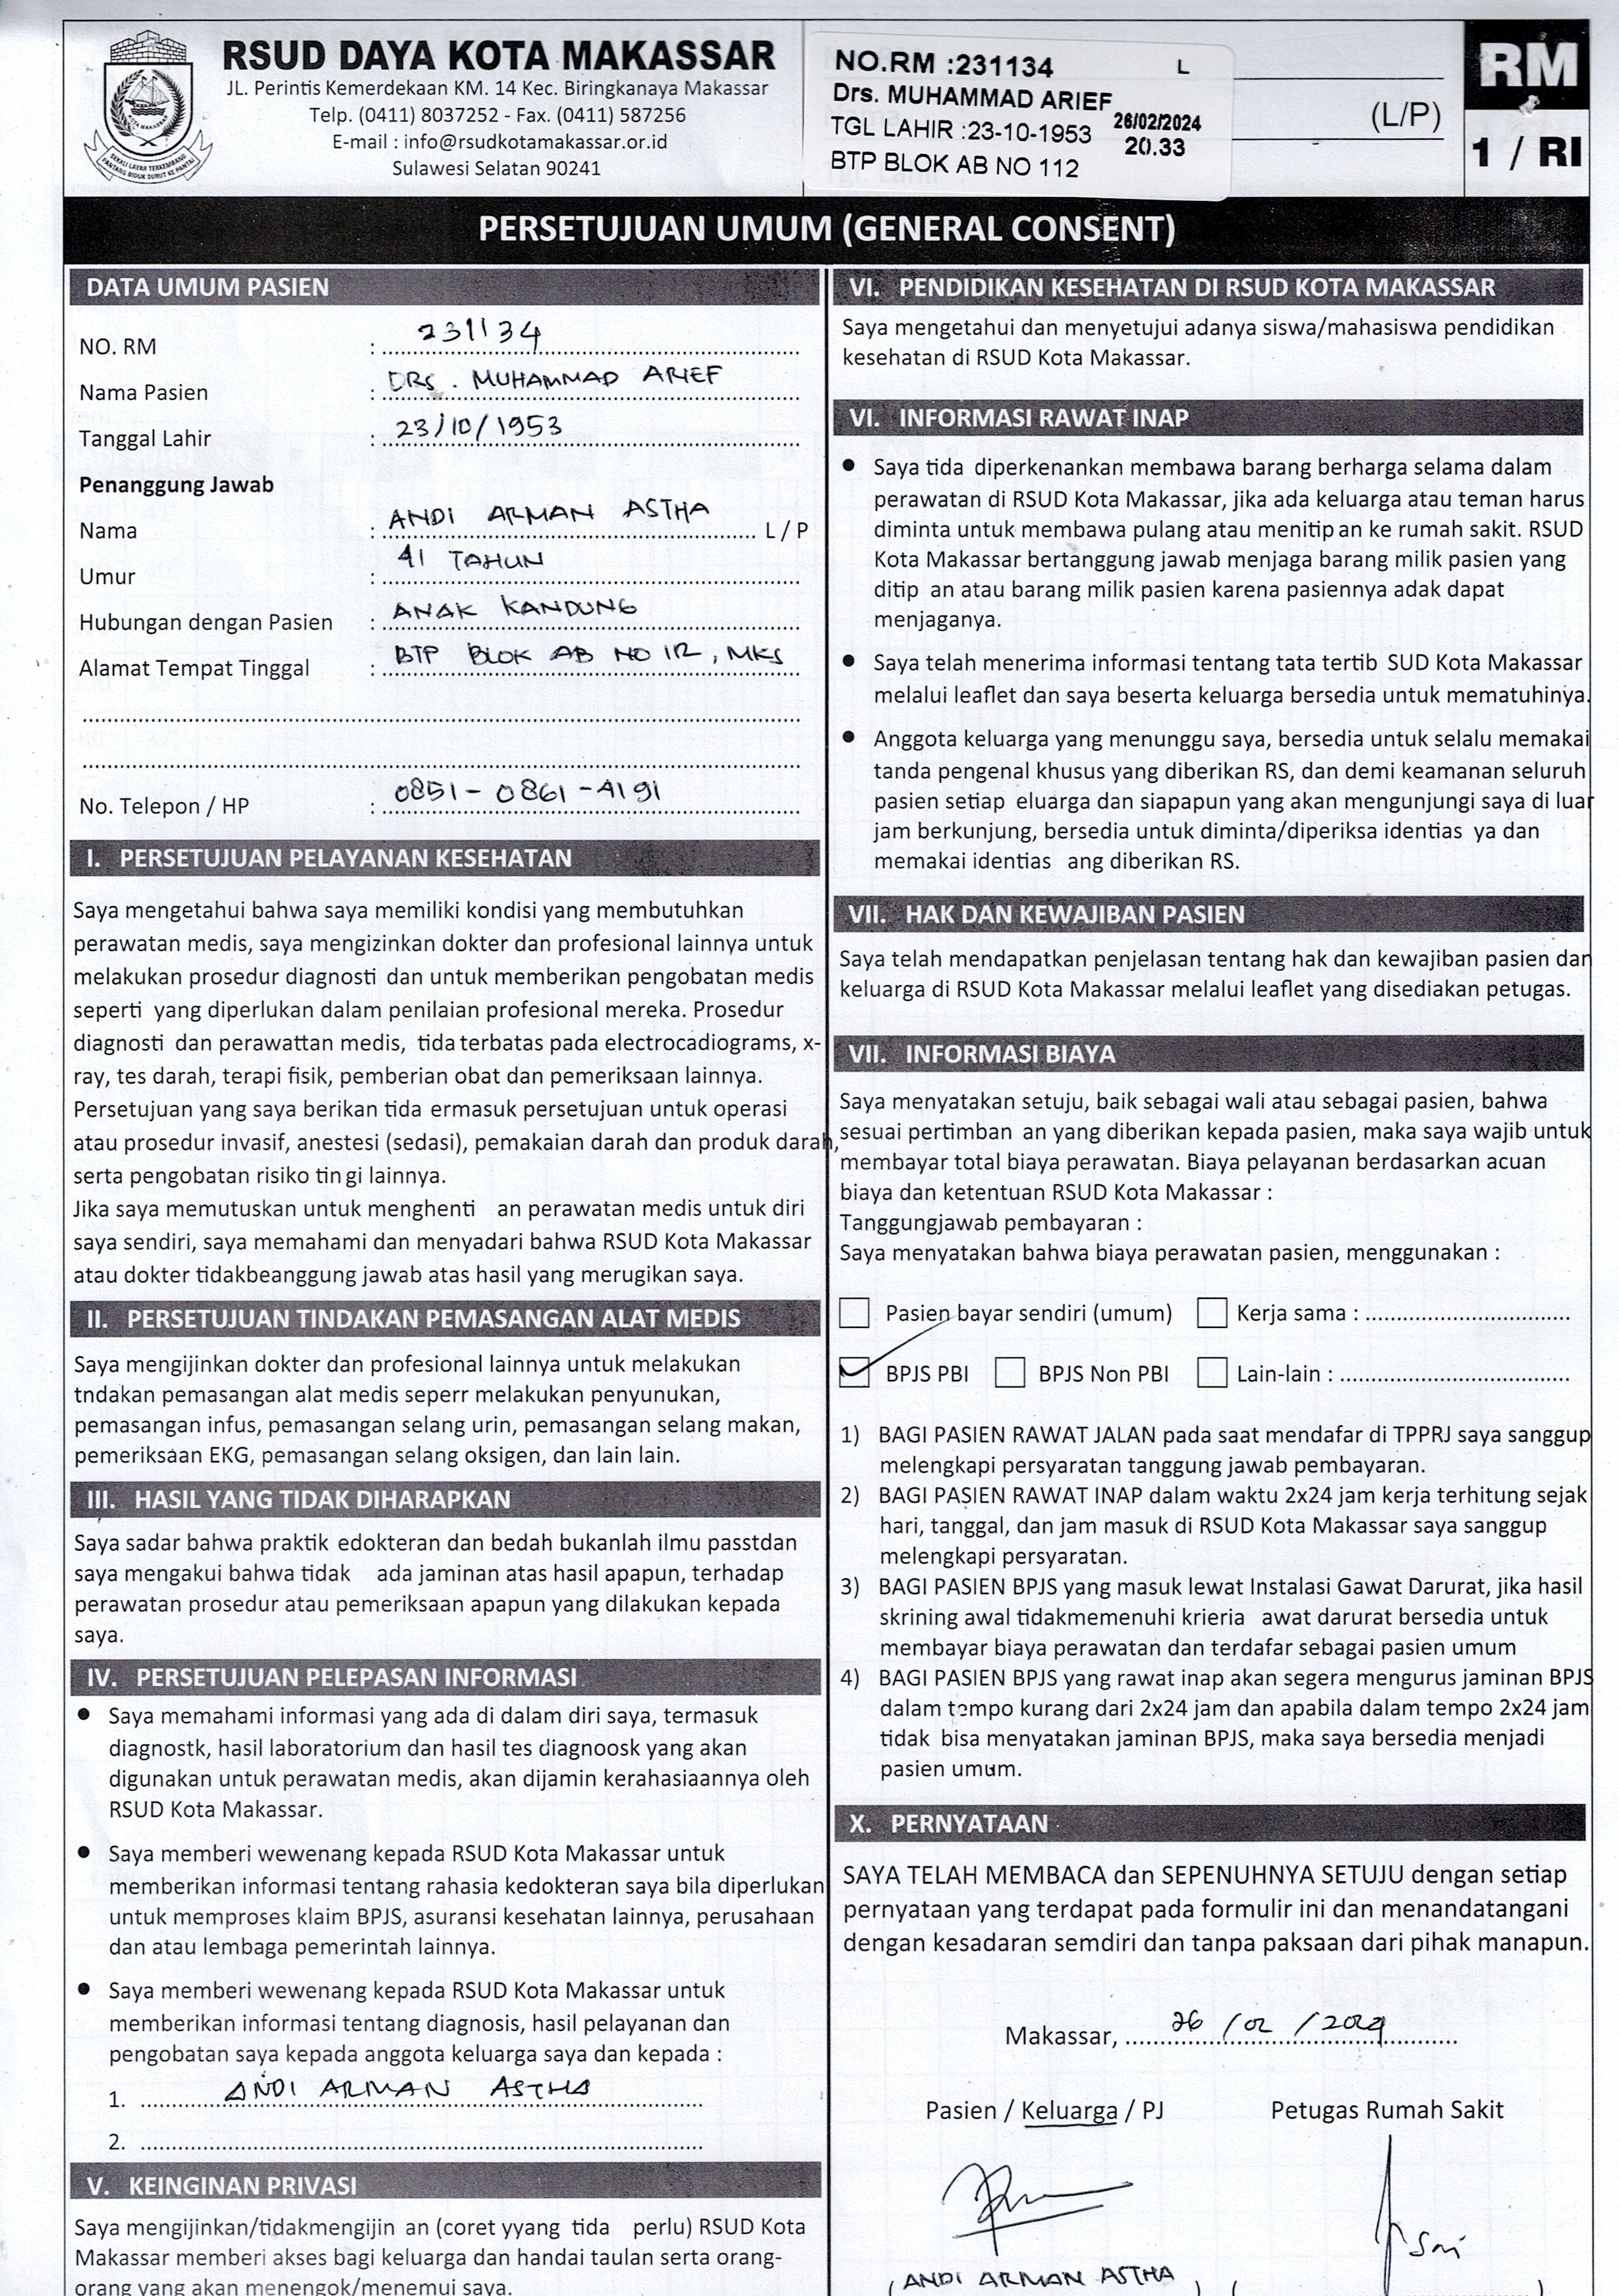 RSUD DAYA KOTA MAKASSAR
JL. Perintis Kemerdekaan KM. 14 Kec. Biringkanaya Makassar
Telp. (0411) 8037252 - Fax. (0411) 587256
E-mail : info@rsudkotamakassar.or.id
Sulawesi Selatan 90241
KOTA MAKASSAR
SEKALI LAYAR TERKEMBANG PANTANG BIDUK SURUT KE PANTAI
NO.RM :231134 L
Drs. MUHAMMAD ARIEF
TGL LAHIR :23-10-1953 26/02/2024
20.33
BTP BLOK AB NO 112
(L/P)
RM
1 / RI
PERSETUJUAN UMUM (GENERAL CONSENT)
DATA UMUM PASIEN
NO. RM : 231134
Nama Pasien : DRS. MUHAMMAD ARIEF
Tanggal Lahir : 23/10/1953
Penanggung Jawab
Nama : ANDI ARMAN ASTHA L / P
Umur : 41 TAHUN
Hubungan dengan Pasien : ANAK KANDUNG
Alamat Tempat Tinggal : BTP BLOK AB NO 112, MKS
No. Telepon / HP : 0851-0861-4191
I. PERSETUJUAN PELAYANAN KESEHATAN
Saya mengetahui bahwa saya memiliki kondisi yang membutuhkan
perawatan medis, saya mengizinkan dokter dan profesional lainnya untuk
melakukan prosedur diagnosti dan untuk memberikan pengobatan medis
seperti yang diperlukan dalam penilaian profesional mereka. Prosedur
diagnosti dan perawattan medis, tida terbatas pada electrocadiograms, x-
ray, tes darah, terapi fisik, pemberian obat dan pemeriksaan lainnya.
Persetujuan yang saya berikan tida ermasuk persetujuan untuk operasi
atau prosedur invasif, anestesi (sedasi), pemakaian darah dan produk darah,
serta pengobatan risiko tin gi lainnya.
Jika saya memutuskan untuk menghenti an perawatan medis untuk diri
saya sendiri, saya memahami dan menyadari bahwa RSUD Kota Makassar
atau dokter tidakbeanggung jawab atas hasil yang merugikan saya.
II. PERSETUJUAN TINDAKAN PEMASANGAN ALAT MEDIS
Saya mengijinkan dokter dan profesional lainnya untuk melakukan
tndakan pemasangan alat medis seperr melakukan penyunukan,
pemasangan infus, pemasangan selang urin, pemasangan selang makan,
pemeriksaan EKG, pemasangan selang oksigen, dan lain lain.
III. HASIL YANG TIDAK DIHARAPKAN
Saya sadar bahwa praktik edokteran dan bedah bukanlah ilmu passtdan
saya mengakui bahwa tidak ada jaminan atas hasil apapun, terhadap
perawatan prosedur atau pemeriksaan apapun yang dilakukan kepada
saya.
IV. PERSETUJUAN PELEPASAN INFORMASI
● Saya memahami informasi yang ada di dalam diri saya, termasuk
diagnostk, hasil laboratorium dan hasil tes diagnoosk yang akan
digunakan untuk perawatan medis, akan dijamin kerahasiaannya oleh
RSUD Kota Makassar.
● Saya memberi wewenang kepada RSUD Kota Makassar untuk
memberikan informasi tentang rahasia kedokteran saya bila diperlukan
untuk memproses klaim BPJS, asuransi kesehatan lainnya, perusahaan
dan atau lembaga pemerintah lainnya.
● Saya memberi wewenang kepada RSUD Kota Makassar untuk
memberikan informasi tentang diagnosis, hasil pelayanan dan
pengobatan saya kepada anggota keluarga saya dan kepada :
1. ANDI ARMAN ASTHA
2.
V. KEINGINAN PRIVASI
Saya mengijinkan/tidakmengijin an (coret yyang tida perlu) RSUD Kota
Makassar memberi akses bagi keluarga dan handai taulan serta orang-
orang yang akan menengok/menemui saya.
VI. PENDIDIKAN KESEHATAN DI RSUD KOTA MAKASSAR
Saya mengetahui dan menyetujui adanya siswa/mahasiswa pendidikan
kesehatan di RSUD Kota Makassar.
VI. INFORMASI RAWAT INAP
● Saya tida diperkenankan membawa barang berharga selama dalam
perawatan di RSUD Kota Makassar, jika ada keluarga atau teman harus
diminta untuk membawa pulang atau menitip an ke rumah sakit. RSUD
Kota Makassar bertanggung jawab menjaga barang milik pasien yang
ditip an atau barang milik pasien karena pasiennya adak dapat
menjaganya.
● Saya telah menerima informasi tentang tata tertib SUD Kota Makassar
melalui leaflet dan saya beserta keluarga bersedia untuk mematuhinya.
● Anggota keluarga yang menunggu saya, bersedia untuk selalu memakai
tanda pengenal khusus yang diberikan RS, dan demi keamanan seluruh
pasien setiap eluarga dan siapapun yang akan mengunjungi saya di luar
jam berkunjung, bersedia untuk diminta/diperiksa identias ya dan
memakai identias ang diberikan RS.
VII. HAK DAN KEWAJIBAN PASIEN
Saya telah mendapatkan penjelasan tentang hak dan kewajiban pasien dan
keluarga di RSUD Kota Makassar melalui leaflet yang disediakan petugas.
VII. INFORMASI BIAYA
Saya menyatakan setuju, baik sebagai wali atau sebagai pasien, bahwa
sesuai pertimban an yang diberikan kepada pasien, maka saya wajib untuk
membayar total biaya perawatan. Biaya pelayanan berdasarkan acuan
biaya dan ketentuan RSUD Kota Makassar :
Tanggungjawab pembayaran :
Saya menyatakan bahwa biaya perawatan pasien, menggunakan :
Pasien bayar sendiri (umum) Kerja sama :
BPJS PBI BPJS Non PBI Lain-lain :
1) BAGI PASIEN RAWAT JALAN pada saat mendafar di TPPRJ saya sanggup
melengkapi persyaratan tanggung jawab pembayaran.
2) BAGI PASIEN RAWAT INAP dalam waktu 2x24 jam kerja terhitung sejak
hari, tanggal, dan jam masuk di RSUD Kota Makassar saya sanggup
melengkapi persyaratan.
3) BAGI PASIEN BPJS yang masuk lewat Instalasi Gawat Darurat, jika hasil
skrining awal tidakmemenuhi krieria awat darurat bersedia untuk
membayar biaya perawatan dan terdafar sebagai pasien umum
4) BAGI PASIEN BPJS yang rawat inap akan segera mengurus jaminan BPJS
dalam tempo kurang dari 2x24 jam dan apabila dalam tempo 2x24 jam
tidak bisa menyatakan jaminan BPJS, maka saya bersedia menjadi
pasien umum.
X. PERNYATAAN
SAYA TELAH MEMBACA dan SEPENUHNYA SETUJU dengan setiap
pernyataan yang terdapat pada formulir ini dan menandatangani
dengan kesadaran semdiri dan tanpa paksaan dari pihak manapun.
Makassar, 26/02/2024
Pasien / Keluarga / PJ Petugas Rumah Sakit
(ANDI ARMAN ASTHA) ( )